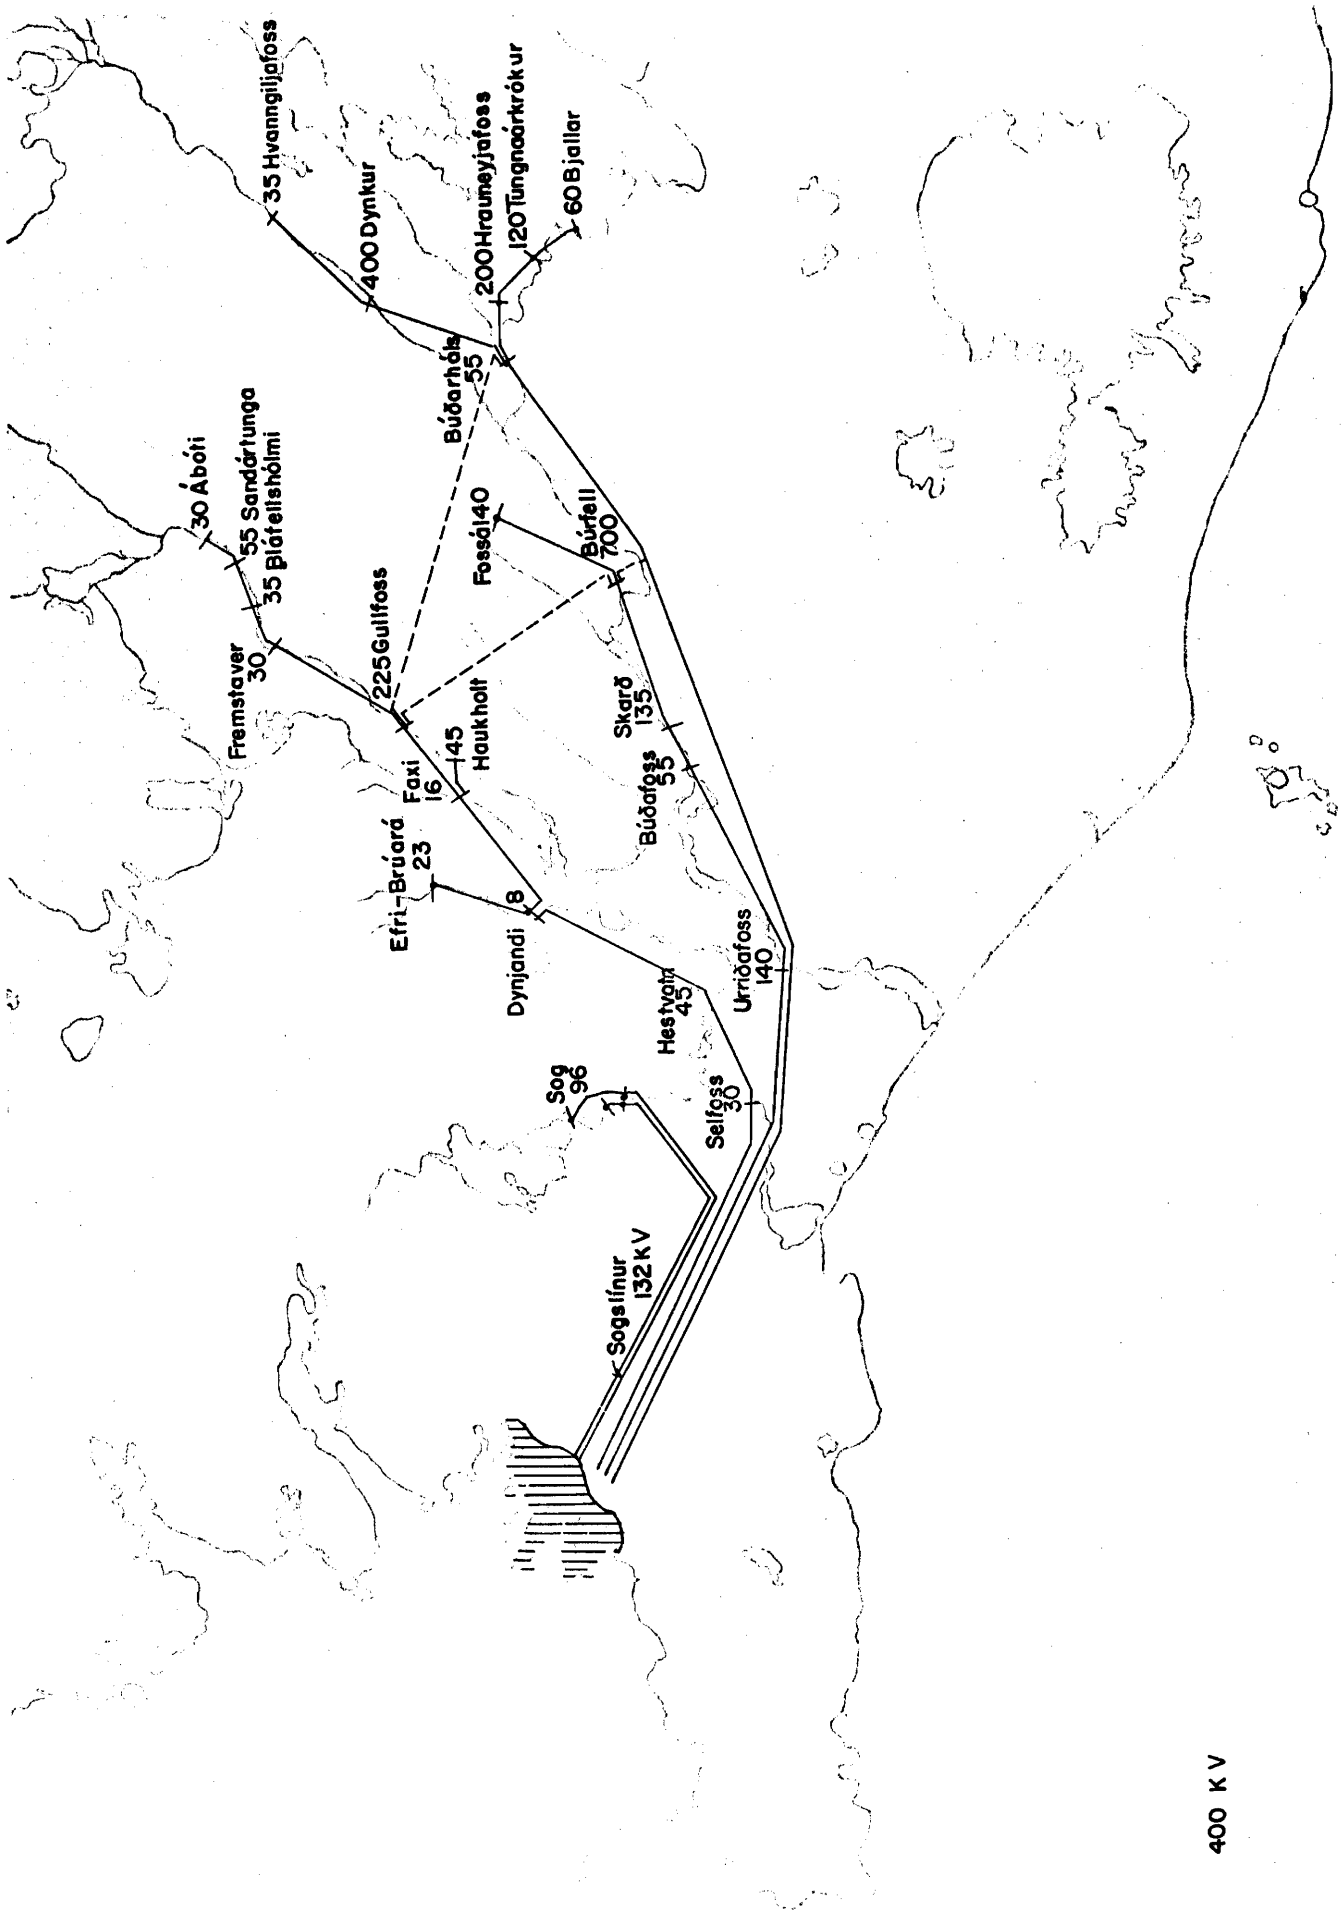 35 Hvanngiljafoss
400 Dynkur
200 Hrauneyjafoss
120 Tungnaárkrókur
60 Bjallar
Búðarháls
55
30 Ábóti
55 Sandártunga
35 Bláfellshólmi
Fremstaver
30
225 Gullfoss
Fossá 140
Búrfell
700
Skarð
135
Búðafoss
55
Faxi
16
45
Haukholt
Efri-Brúará
23
Dynjandi
8
Hestvatn
45
Urriðafoss
140
Sog
96
Selfoss
30
Sogslínur
132 KV
400 KV